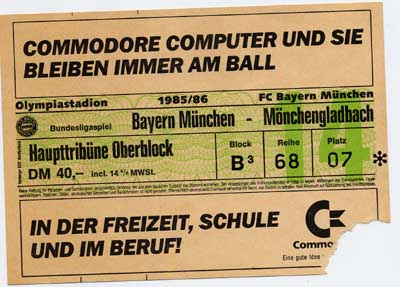 COMMODORE COMPUTER UND SIE
BLEIBEN IMMER AM BALL
Olympiastadion 1985/86 FC Bayern München
Bundesligaspiel Bayern München - Mönchengladbach
Haupttribüne Oberblock Block Reihe Platz
DM 40,— incl. 14 % MWSt. B³ 68 07 *
14
IN DER FREIZEIT, SCHULE
UND IM BERUF!
Commo
Eine gute Idee